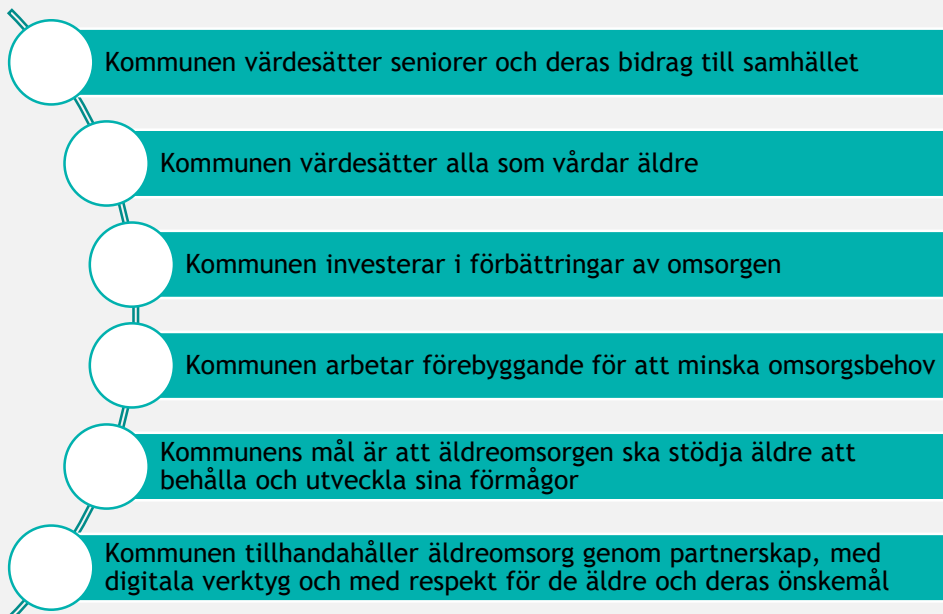 Kommunen värdesätter seniorer och deras bidrag till samhället
Kommunen värdesätter alla som vårdar äldre
Kommunen investerar i förbättringar av omsorgen
Kommunen arbetar förebyggande för att minska omsorgsbehov
Kommunens mål är att äldreomsorgen ska stödja äldre att
behålla och utveckla sina förmågor
Kommunen tillhandahåller äldreomsorg genom partnerskap, med
digitala verktyg och med respekt för de äldre och deras önskemål